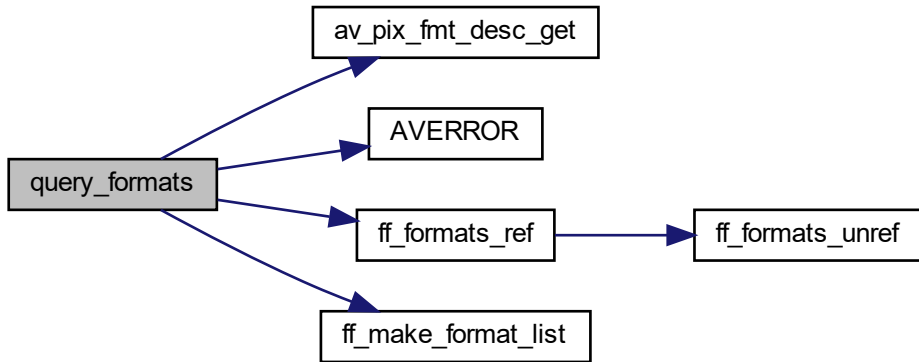 av_pix_fmt_desc_get
AVERROR
query_formats
ff_formats_ref
ff_formats_unref
ff_make_format_list